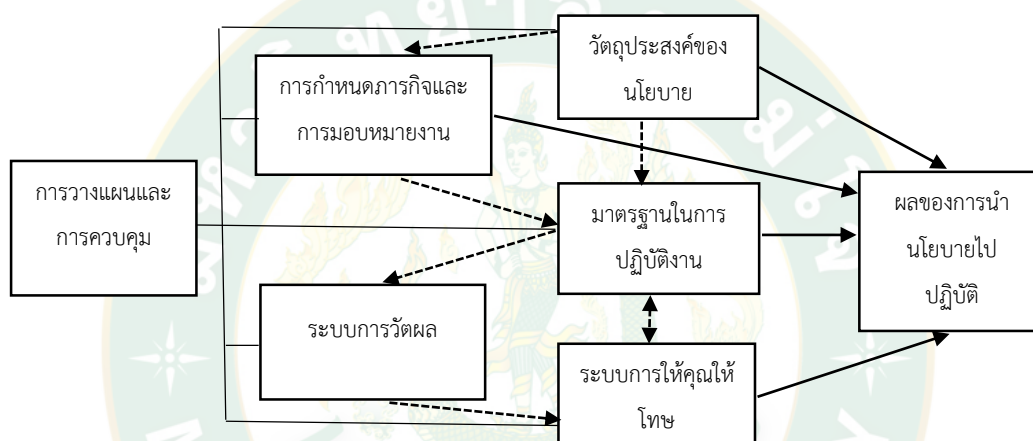 วัตถุประสงค์ของ
นโยบาย
การกำหนดภารกิจและ
การมอบหมายงาน
การวางแผนและ
การควบคุม
มาตรฐานในการ
ปฏิบัติงาน
ผลของการนำ
นโยบายไป
ปฏิบัติ
ระบบการวัตผล
ระบบการให้คุณให้
โทษ